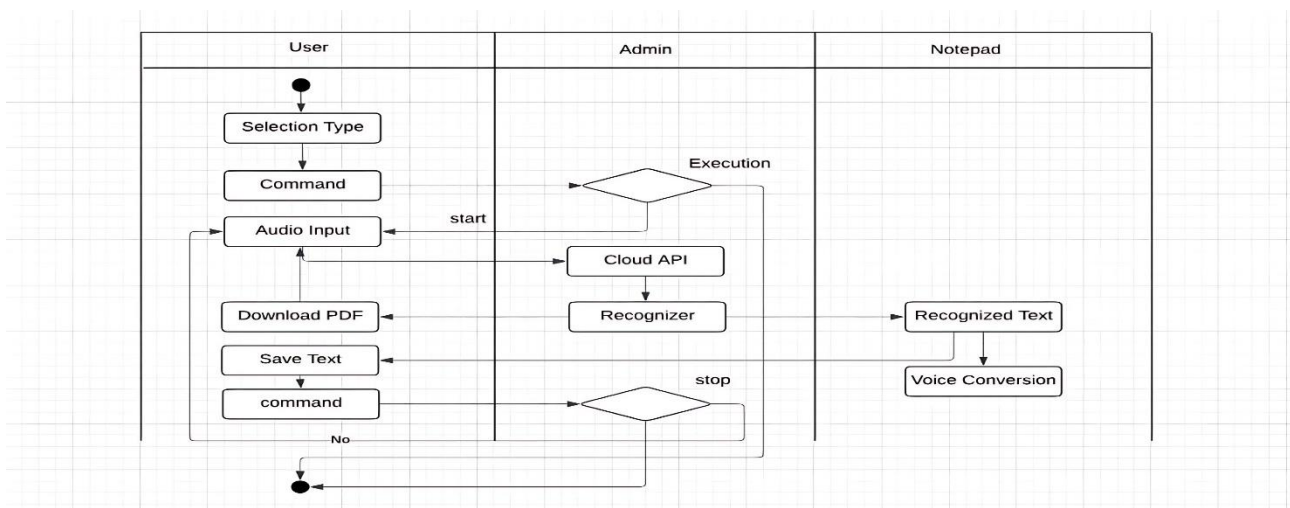 User Admin Notepad
Selection Type
Execution
Command
start
Audio Input
Cloud API
Download PDF Recognizer Recognized Text
Save Text
stop Voice Conversion
command
No